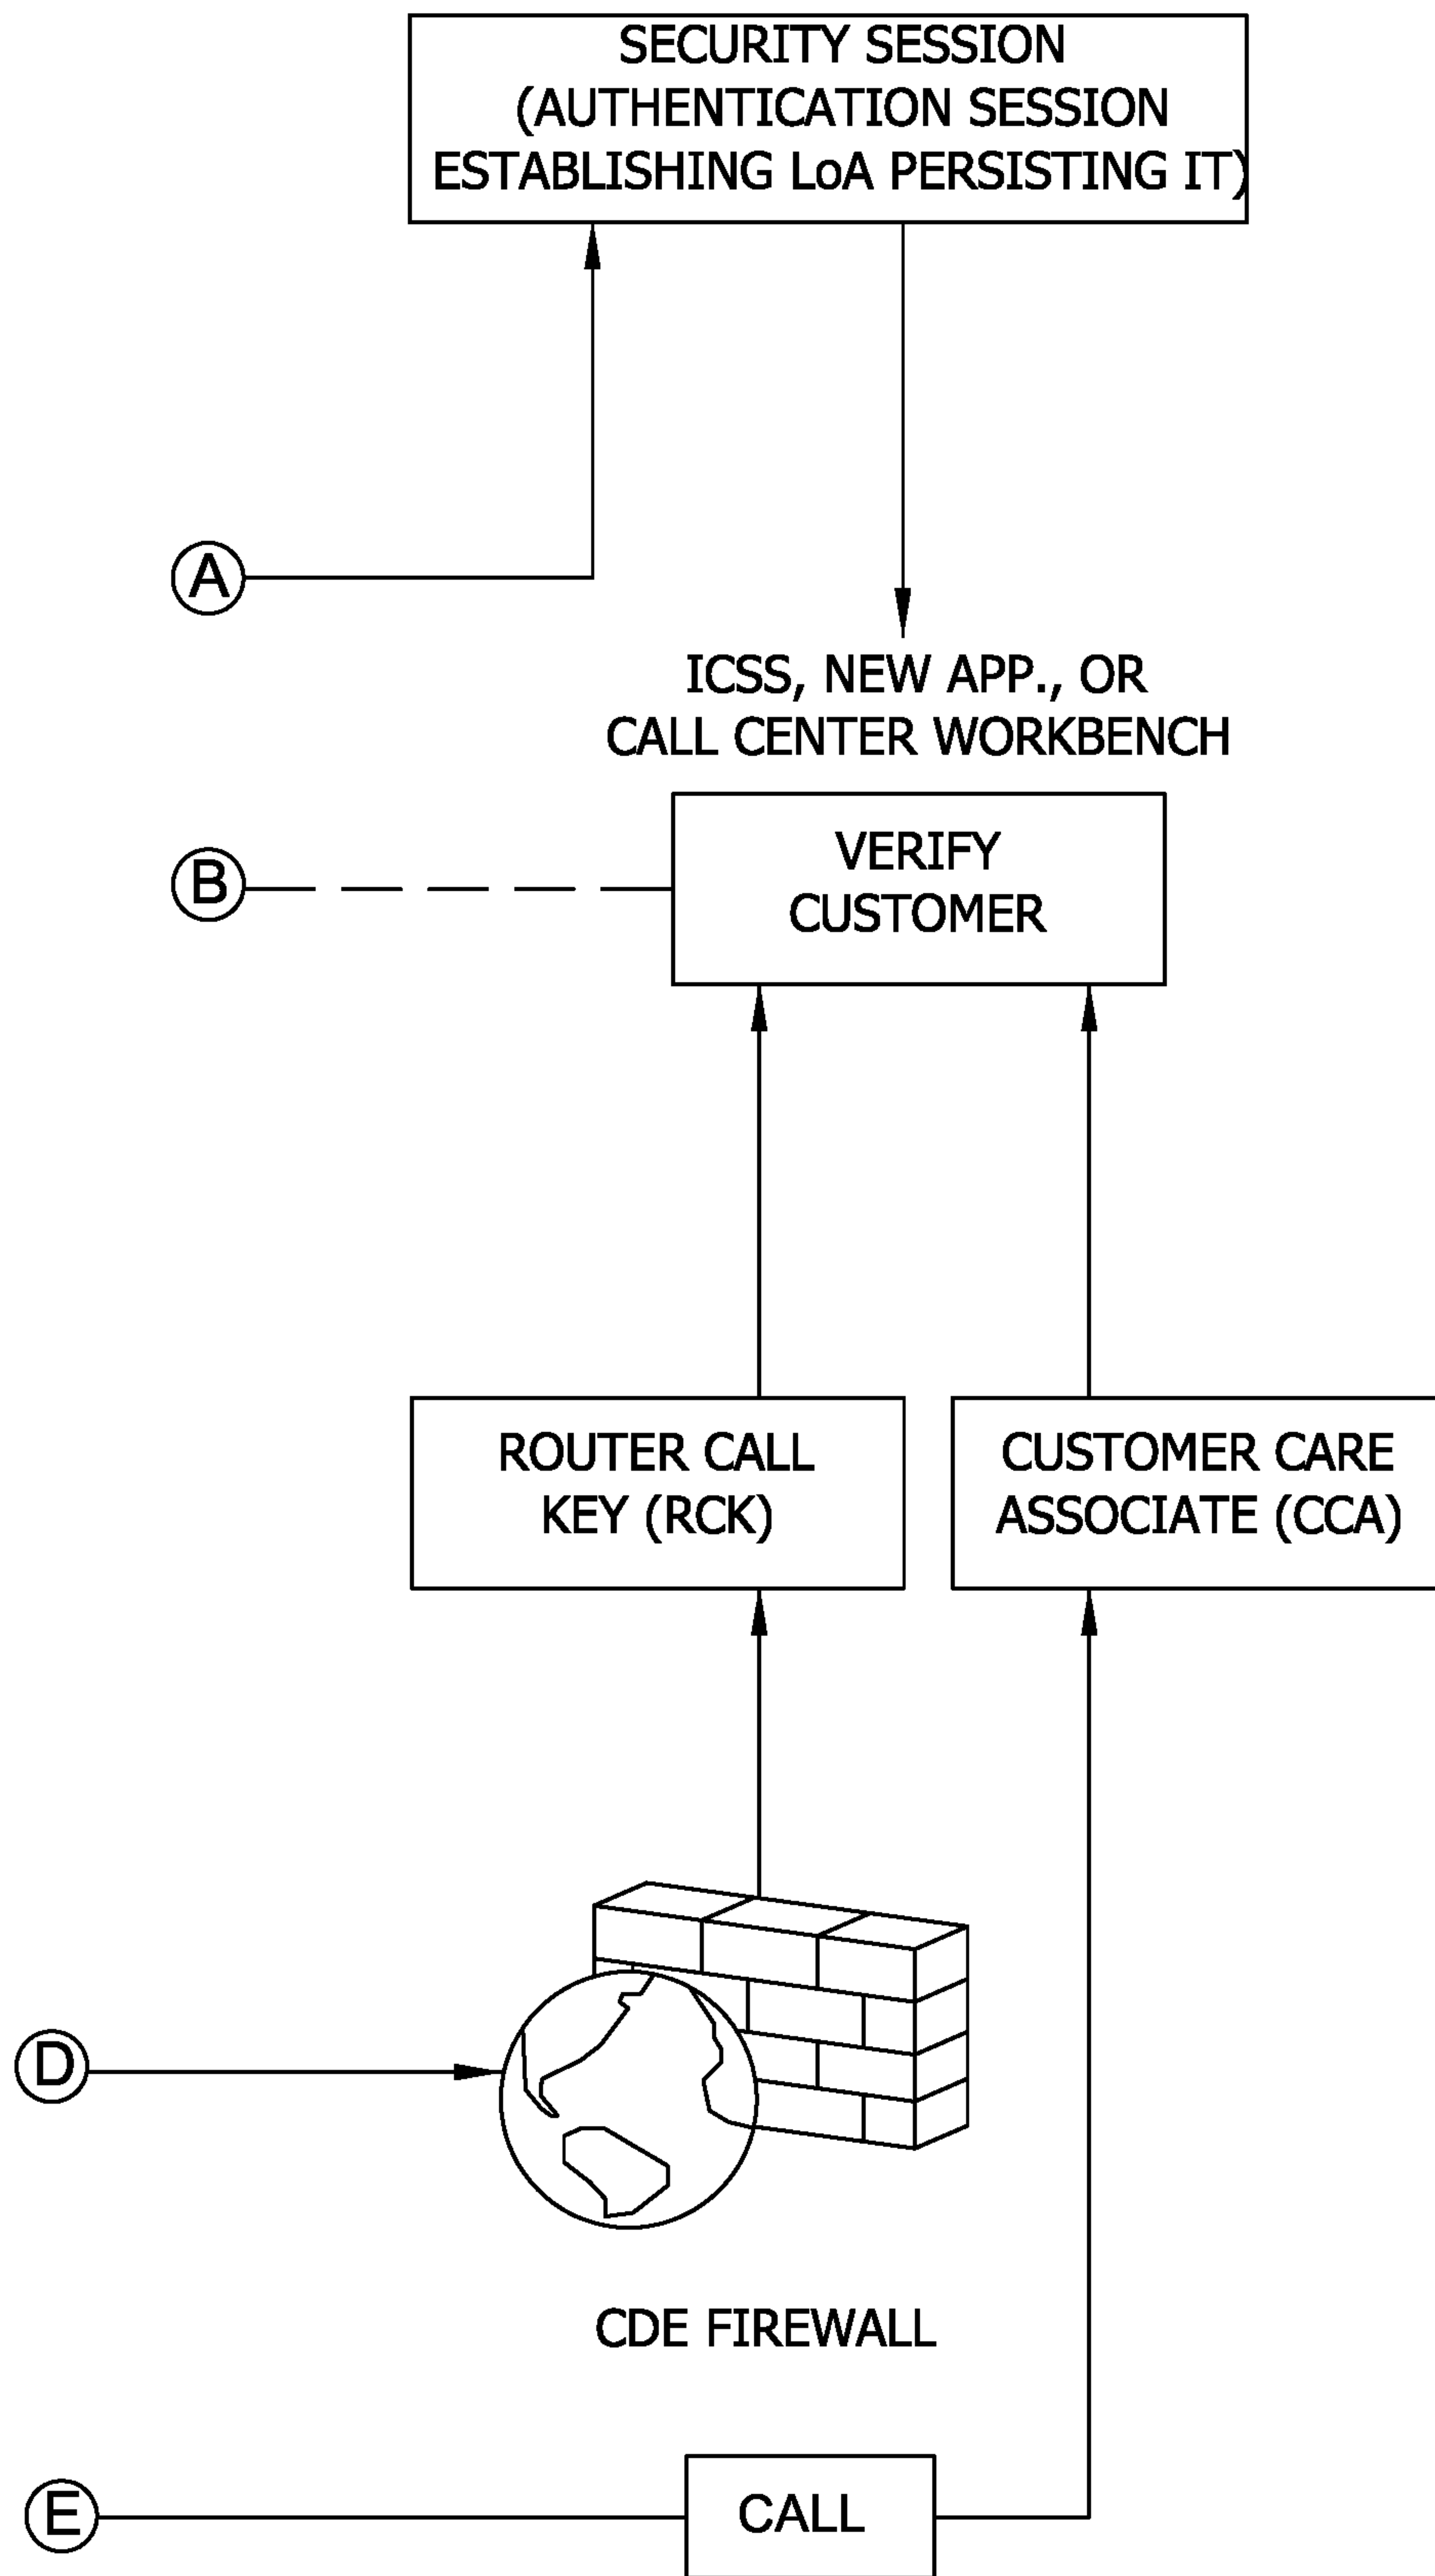 SECURITY SESSION
(AUTHENTICATION SESSION
ESTABLISHING LoA PERSISTING IT)
A
ICSS, NEW APP., OR
CALL CENTER WORKBENCH
B
VERIFY
CUSTOMER
ROUTER CALL
KEY (RCK)
CUSTOMER CARE
ASSOCIATE (CCA)
D
CDE FIREWALL
E
CALL